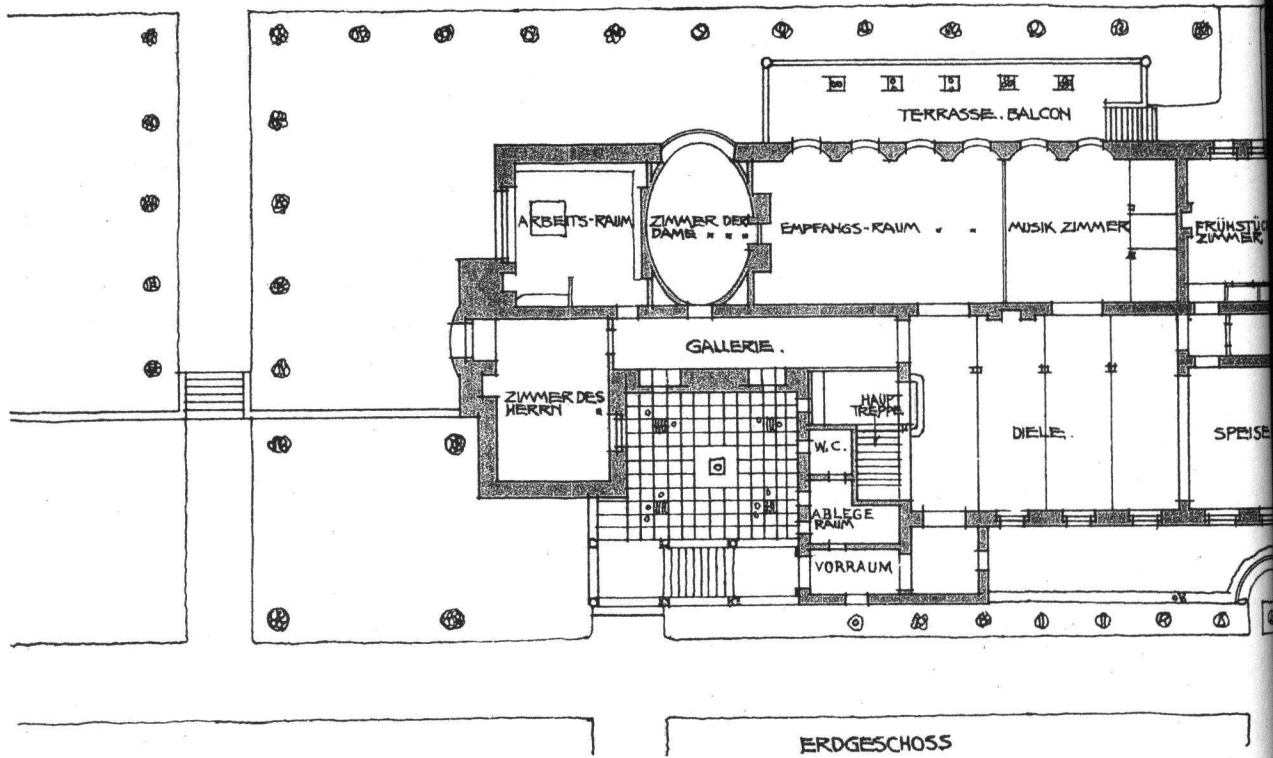 TERRASSE. BALCON
ARBEITS-RAUM
ZIMMER DER
DAME " " "
EMPFANGS-RAUM " "
MUSIK ZIMMER
FRÜHSTÜC
ZIMMER
GALLERIE.
ZIMMER DES
HERRN "
HAUPT
TREPPE
W.C.
DIELE.
SPEISE
ABLEGE
RAUM
VORRAUM
ERDGESCHOSS